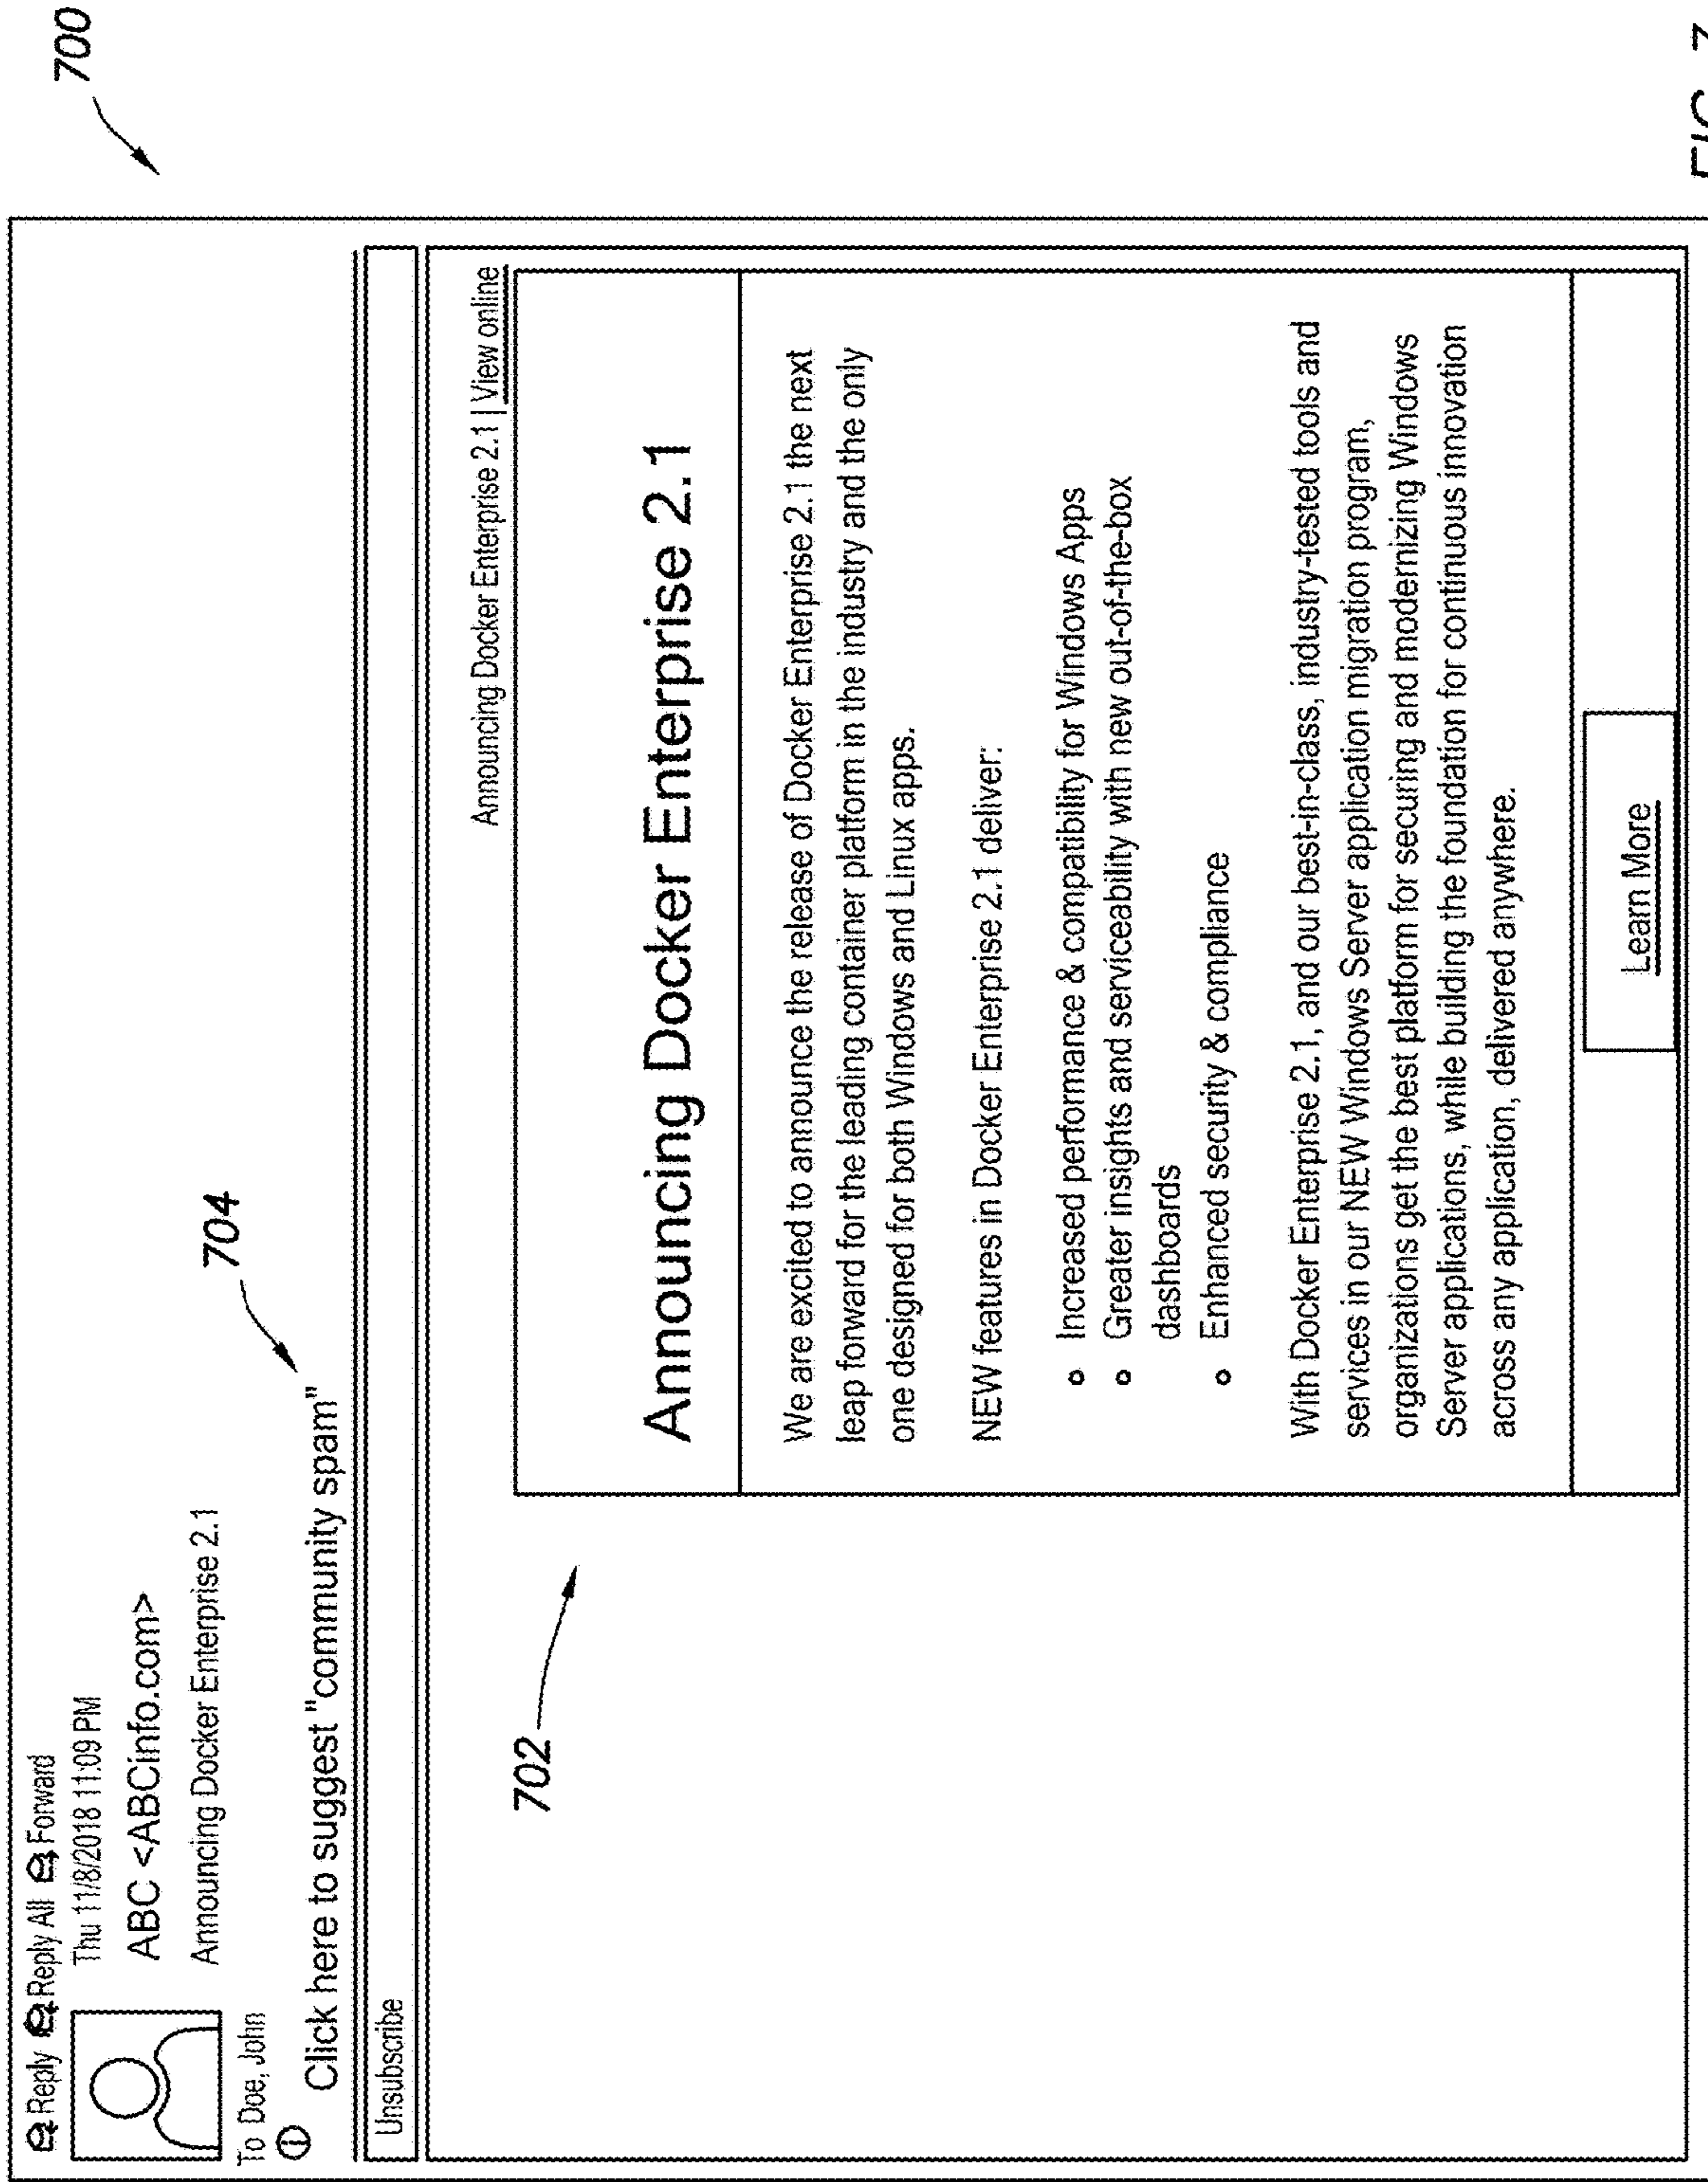 700
Reply Reply All Forward
Thu 11/8/2018 11:09 PM
ABC <ABCinfo.com>
Announcing Docker Enterprise 2.1
To Doe, John
704
Click here to suggest "community spam"
Unsubscribe
702
Announcing Docker Enterprise 2.1 | View online
Announcing Docker Enterprise 2.1
We are excited to announce the release of Docker Enterprise 2.1 the next
leap forward for the leading container platform in the industry and the only
one designed for both Windows and Linux apps.
NEW features in Docker Enterprise 2.1 deliver:
Increased performance & compatibility for Windows Apps
Greater insights and serviceability with new out-of-the-box
dashboards
Enhanced security & compliance
With Docker Enterprise 2.1, and our best-in-class, industry-tested tools and
services in our NEW Windows Server application migration program,
organizations get the best platform for securing and modernizing Windows
Server applications, while building the foundation for continuous innovation
across any application, delivered anywhere.
Learn More